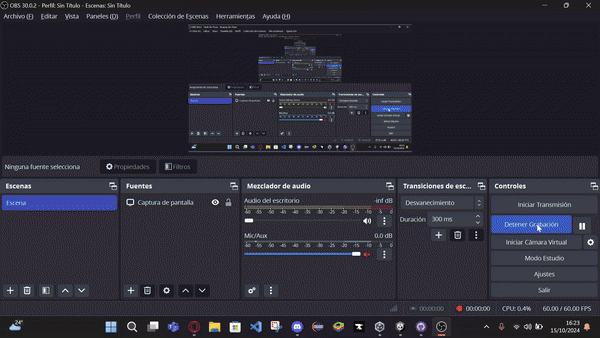 OBS 30.0.2 - Perfil: Sin Título - Escenas: Sin Título
Archivo (F) Editar Vista Paneles (D) Perfil Colección de Escenas Herramientas Ayuda (H)
Ninguna fuente selecciona Propiedades Filtros
Escenas Fuentes Mezclador de audio Transiciones de esc... Controles
Escena
Captura de pantalla
Audio del escritorio -inf dB
-60 -55 -50 -45 -40 -35 -30 -25 -20 -15 -10 -5 0
Mic/Aux 0.0 dB
-60 -55 -50 -45 -40 -35 -30 -25 -20 -15 -10 -5 0
Desvanecimiento
Duración 300 ms
Iniciar Transmisión
Detener Grabación
Iniciar Cámara Virtual
Modo Estudio
Ajustes
Salir
00:00:00 00:00:00 CPU: 0.4% 60.00 / 60.00 FPS
24°
16:23
15/10/2024